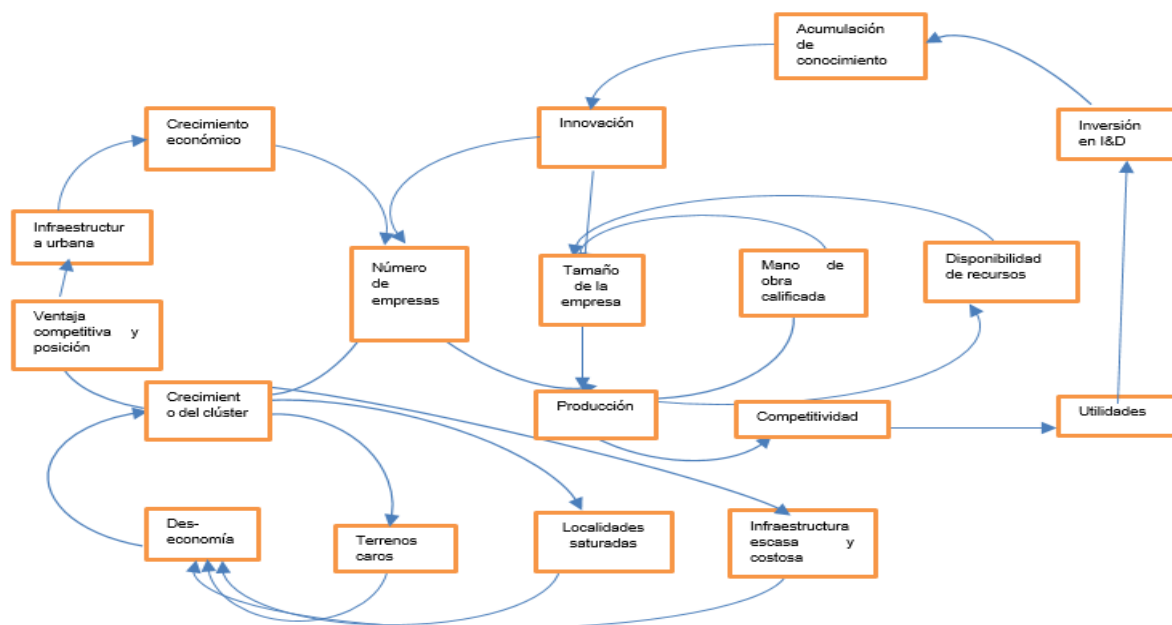 Acumulación
de
conocimiento
Crecimiento
económico
Innovación
Inversión
en I&D
Infraestructur
a urbana
Número
de
empresas
Tamaño
de la
empresa
Mano de
obra
calificada
Disponibilidad
de recursos
Ventaja
competitiva y
posición
Crecimient
o del clúster
Producción
Competitividad
Utilidades
Des-
economía
Terrenos
caros
Localidades
saturadas
Infraestructura
escasa y
costosa